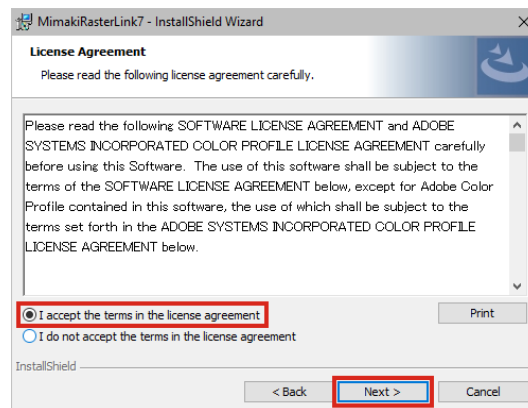 MimakiRasterLink7 - InstallShield Wizard
License Agreement
Please read the following license agreement carefully.
Please read the following SOFTWARE LICENSE AGREEMENT and ADOBE
SYSTEMS INCORPORATED COLOR PROFILE LICENSE AGREEMENT carefully
before using this Software. The use of this software shall be subject to the
terms of the SOFTWARE LICENSE AGREEMENT below, except for Adobe Color
Profile contained in this software, the use of which shall be subject to the
terms set forth in the ADOBE SYSTEMS INCORPORATED COLOR PROFILE
LICENSE AGREEMENT below.
I accept the terms in the license agreement
Print
I do not accept the terms in the license agreement
InstallShield
< Back Next > Cancel